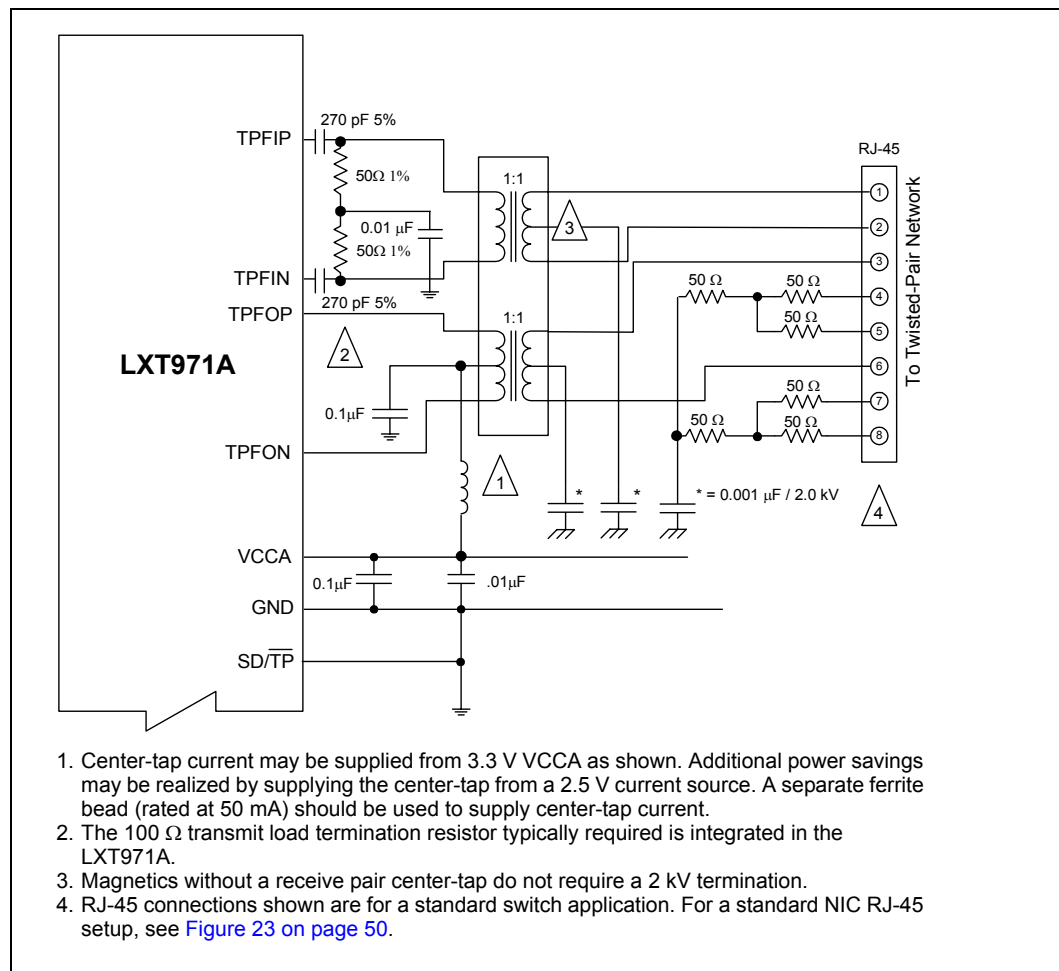 270 pF 5%
TPFIP
RJ-45
50Ω 1%
1:1
1
0.01 µF
3
2
50Ω 1%
To Twisted-Pair Network
3
TPFIN
50 Ω
50 Ω
4
270 pF 5%
TPFOP
1:1
50 Ω
5
2
LXT971A
6
50 Ω
7
0.1µF
50 Ω
50 Ω
8
TPFON
1
*
*
* = 0.001 µF / 2.0 kV
4
VCCA
0.1µF
.01µF
GND
SD/T̅P̅
1. Center-tap current may be supplied from 3.3 V VCCA as shown. Additional power savings
may be realized by supplying the center-tap from a 2.5 V current source. A separate ferrite
bead (rated at 50 mA) should be used to supply center-tap current.
2. The 100 Ω transmit load termination resistor typically required is integrated in the
LXT971A.
3. Magnetics without a receive pair center-tap do not require a 2 kV termination.
4. RJ-45 connections shown are for a standard switch application. For a standard NIC RJ-45
setup, see Figure 23 on page 50.